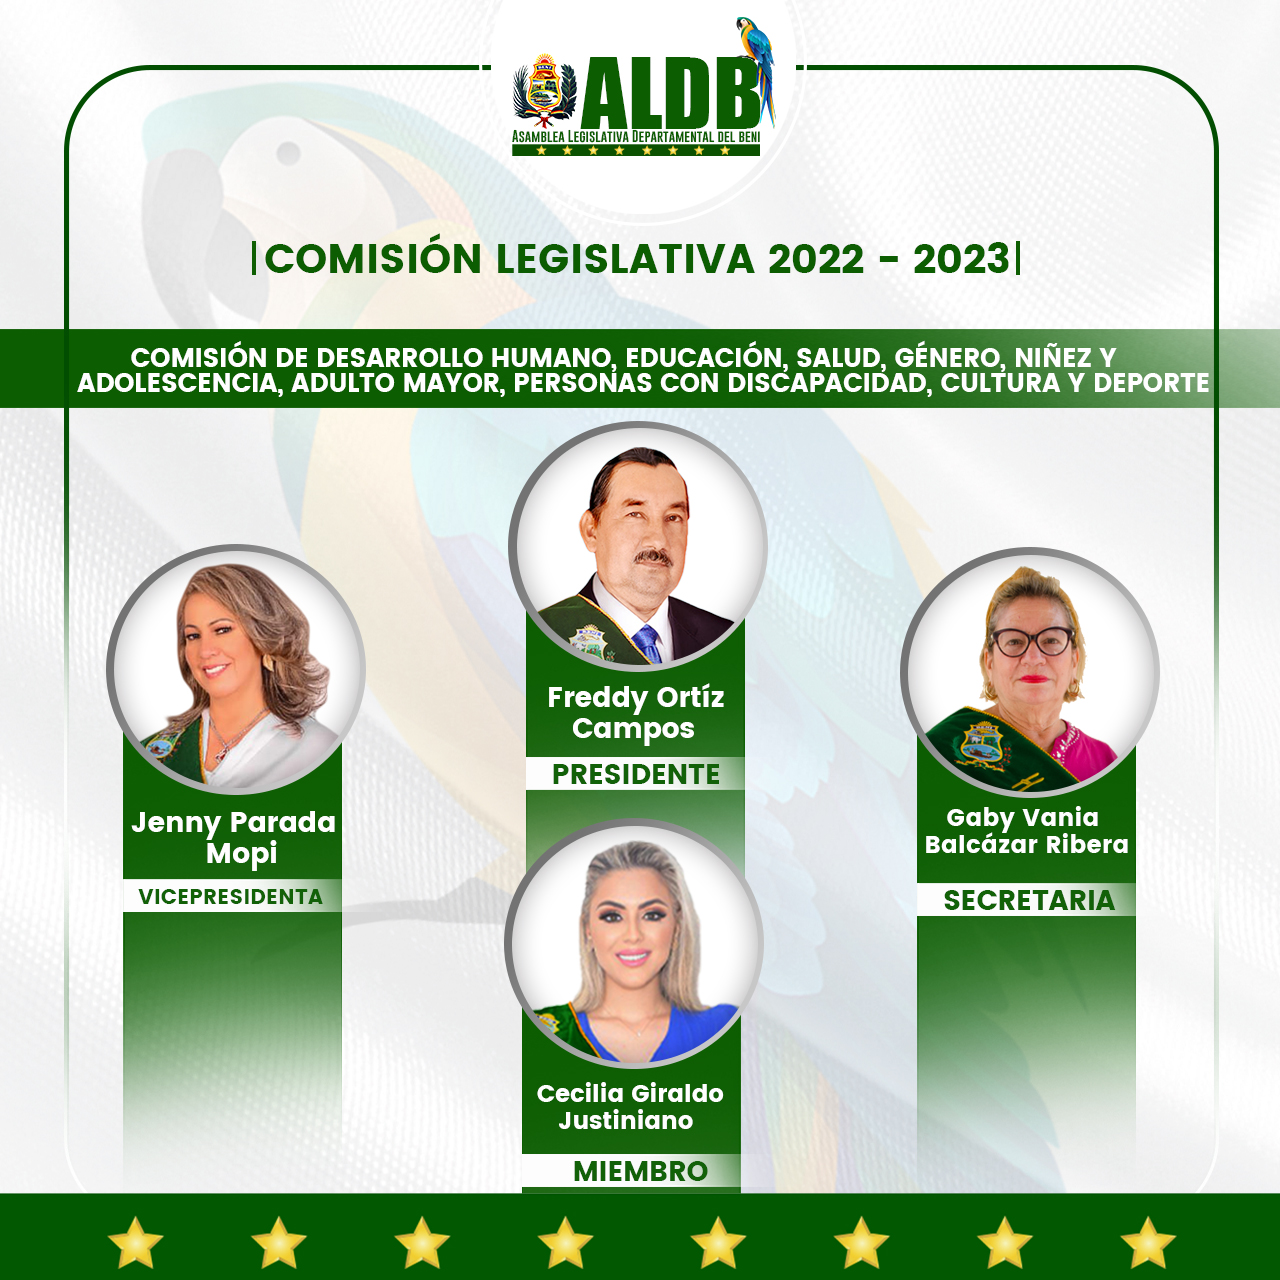 ALDB
ASAMBLEA LEGISLATIVA DEPARTAMENTAL DEL BENI
|COMISIÓN LEGISLATIVA 2022 - 2023|
COMISIÓN DE DESARROLLO HUMANO, EDUCACIÓN, SALUD, GÉNERO, NIÑEZ Y
ADOLESCENCIA, ADULTO MAYOR, PERSONAS CON DISCAPACIDAD, CULTURA Y DEPORTE
Freddy Ortíz
Campos
PRESIDENTE
Jenny Parada
Mopi
VICEPRESIDENTA
Gaby Vania
Balcázar Ribera
SECRETARIA
Cecilia Giraldo
Justiniano
MIEMBRO